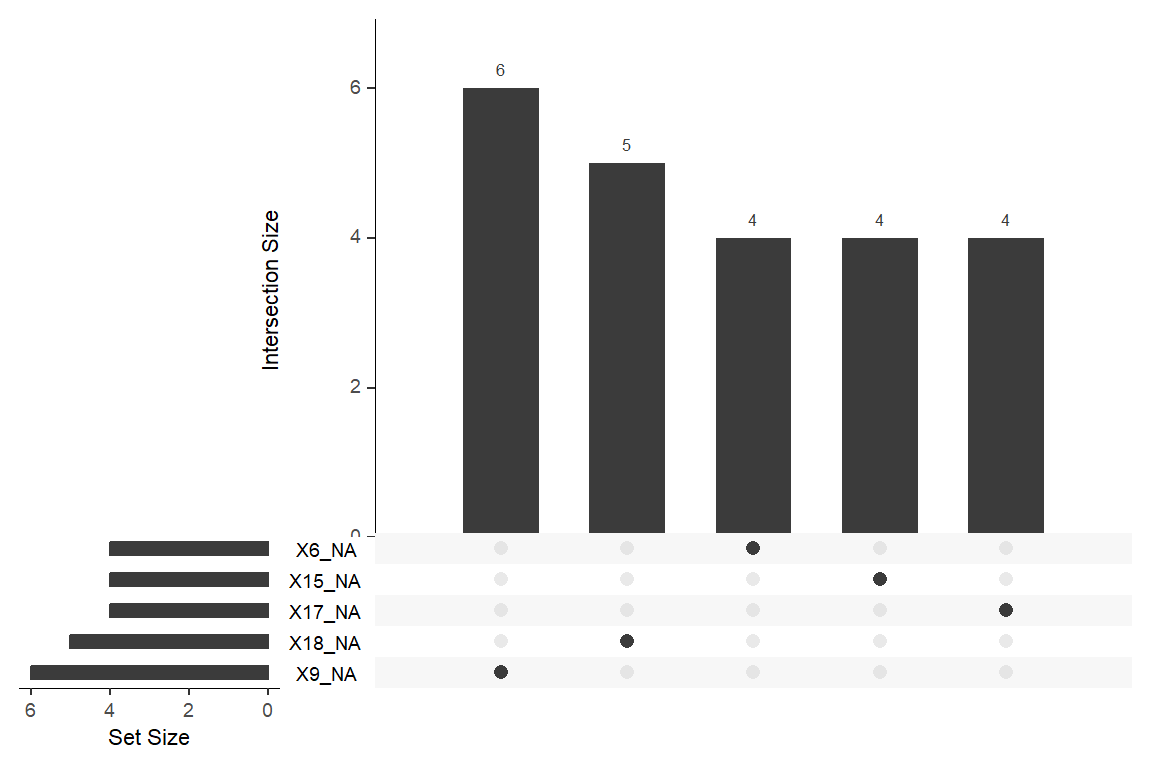 6
5
4
4
4
6
4
2
0
Intersection Size
X6_NA
X15_NA
X17_NA
X18_NA
X9_NA
6 4 2 0
Set Size